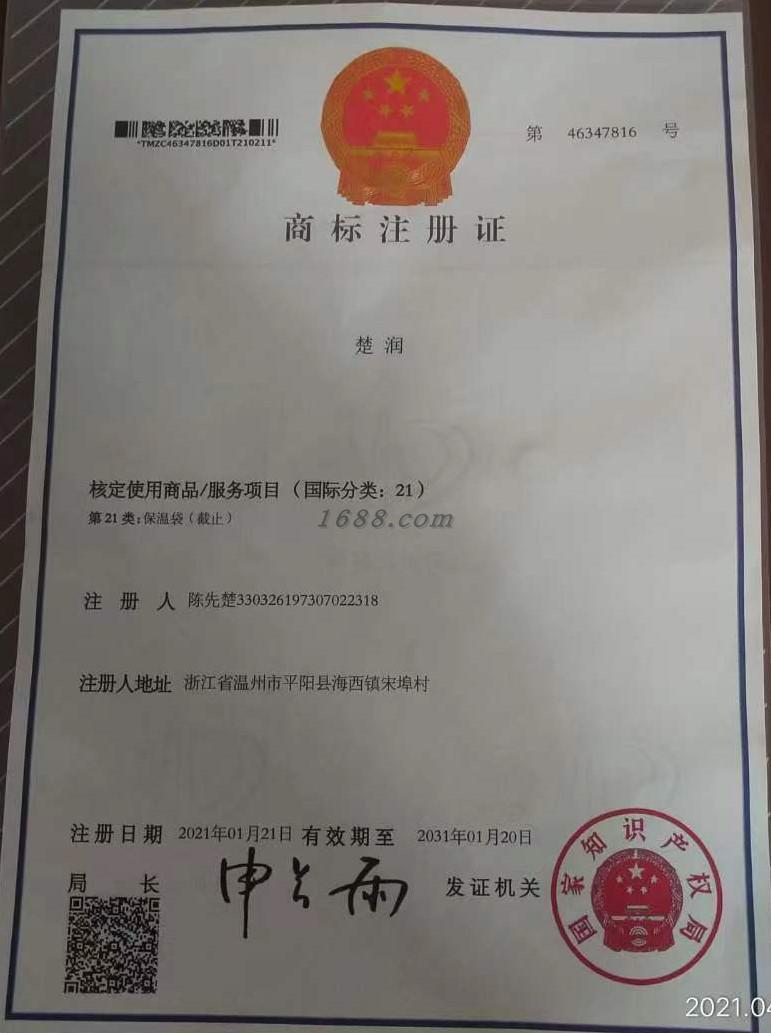 第 46347816 号
*TMZC46347816D01T210211*
商标注册证
楚润
核定使用商品/服务项目（国际分类：21）
第21类:保温袋（截止）
1688.com
注册人 陈先楚330326197307022318
注册人地址 浙江省温州市平阳县海西镇宋埠村
注册日期 2021年01月21日 有效期至 2031年01月20日
局长 申长雨 发证机关
国家知识产权局
2021.04